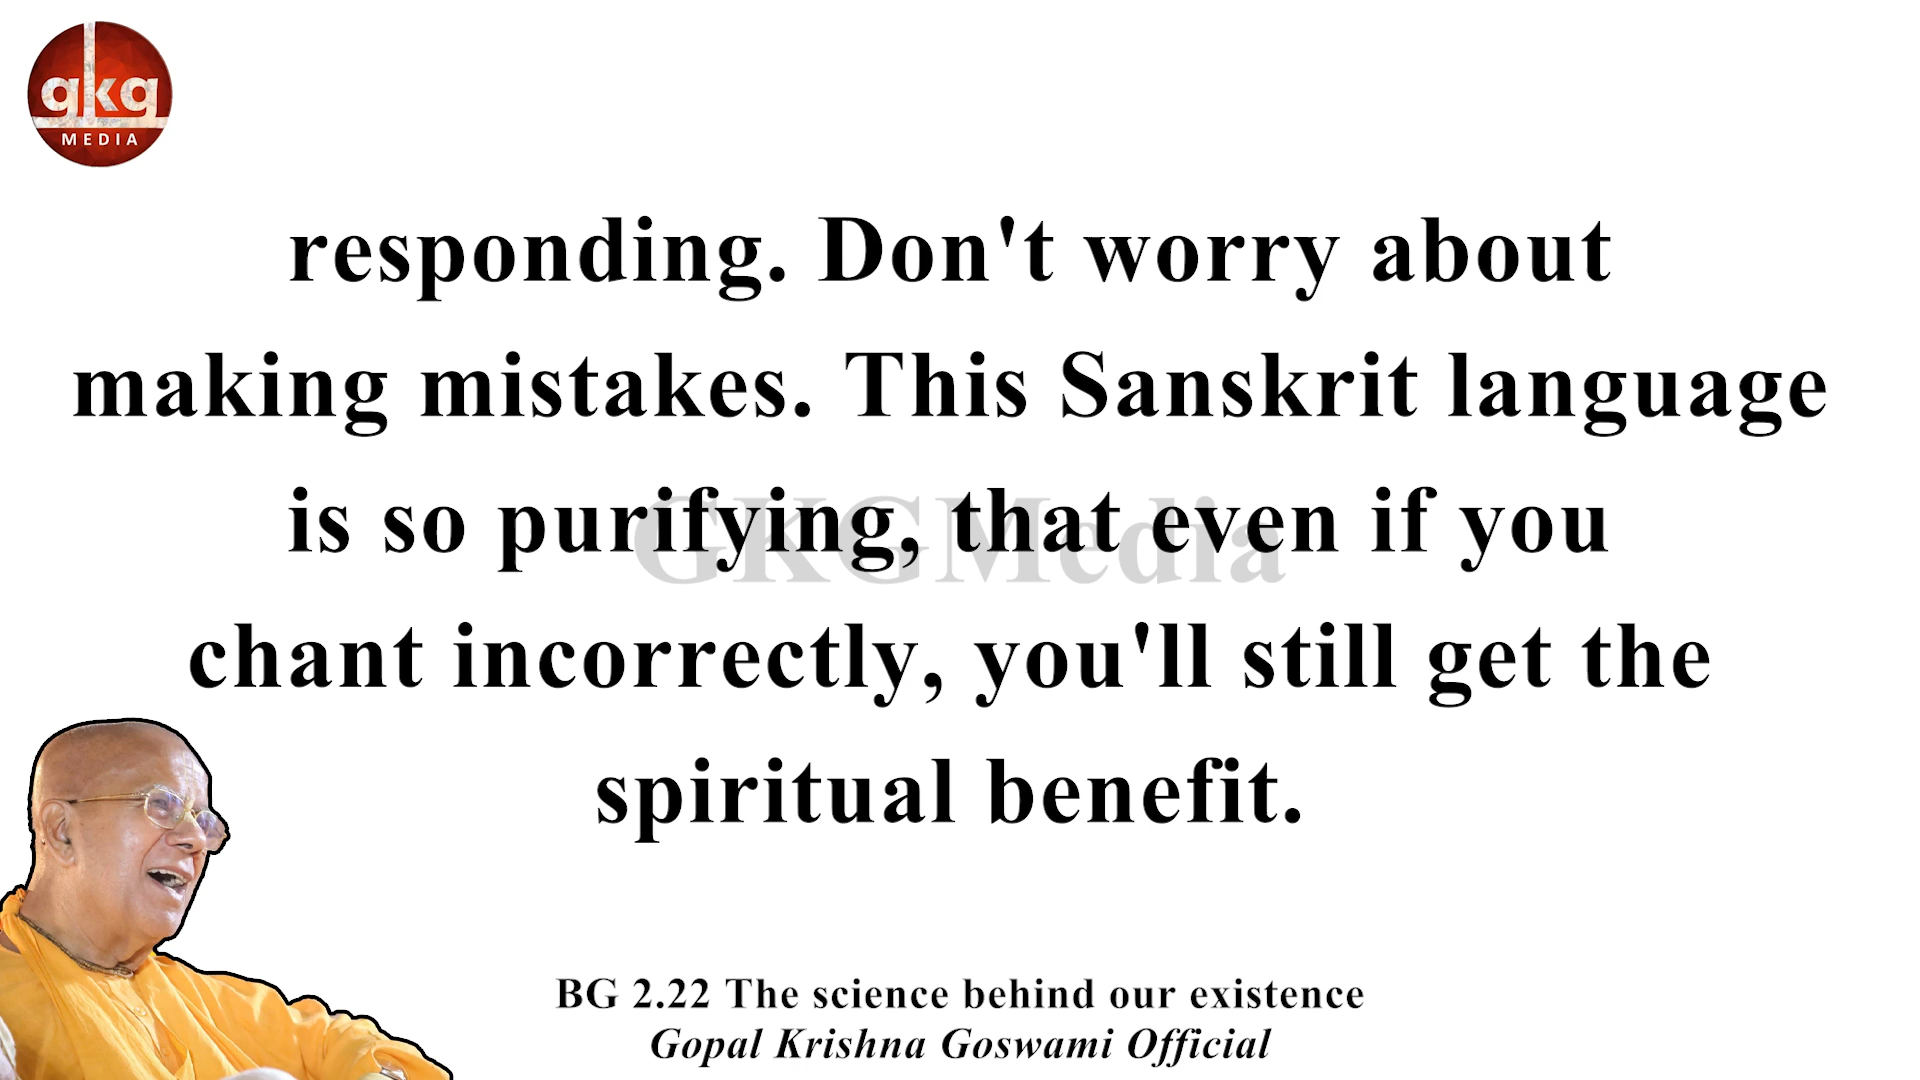 gkg
MEDIA
responding. Don't worry about
making mistakes. This Sanskrit language
is so purifying, that even if you
GKGMedia
chant incorrectly, you'll still get the
spiritual benefit.
BG 2.22 The science behind our existence
Gopal Krishna Goswami Official